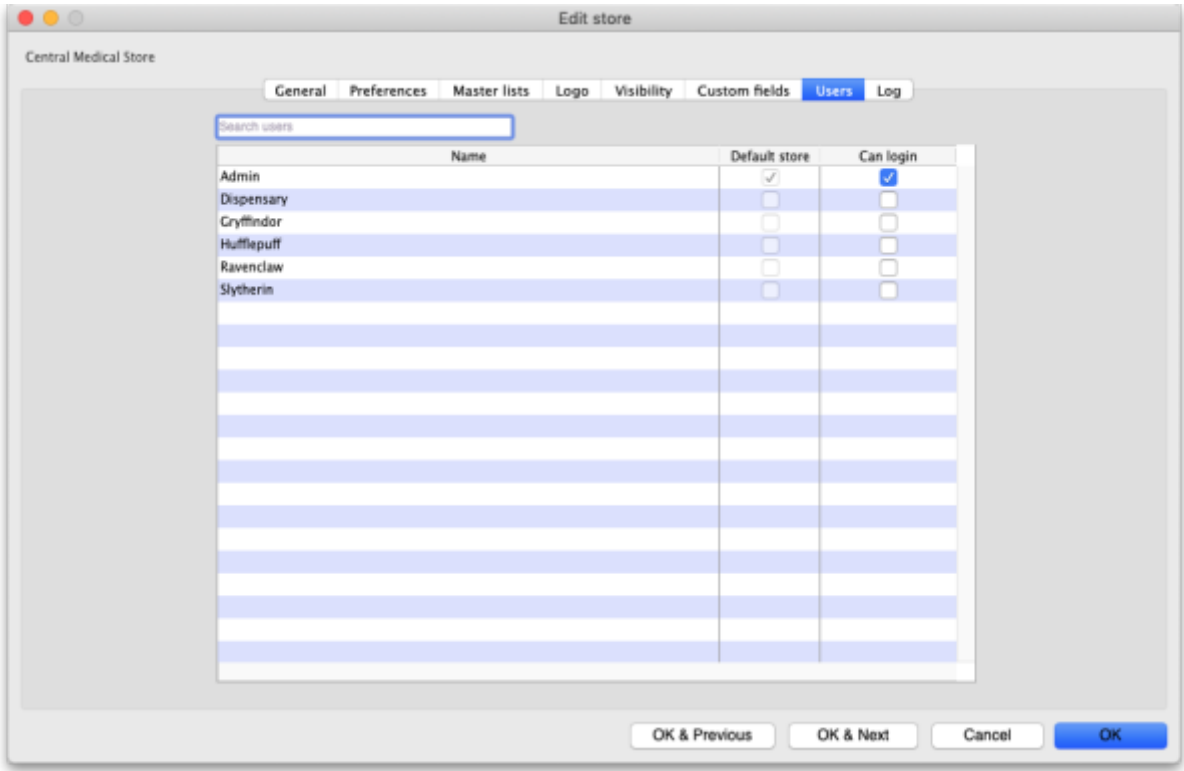 Edit store
Central Medical Store
General Preferences Master lists Logo Visibility Custom fields Users Log
Search users
Name Default store Can login
Admin
Dispensary
Gryffindor
Hufflepuff
Ravenclaw
Slytherin
OK & Previous OK & Next Cancel OK